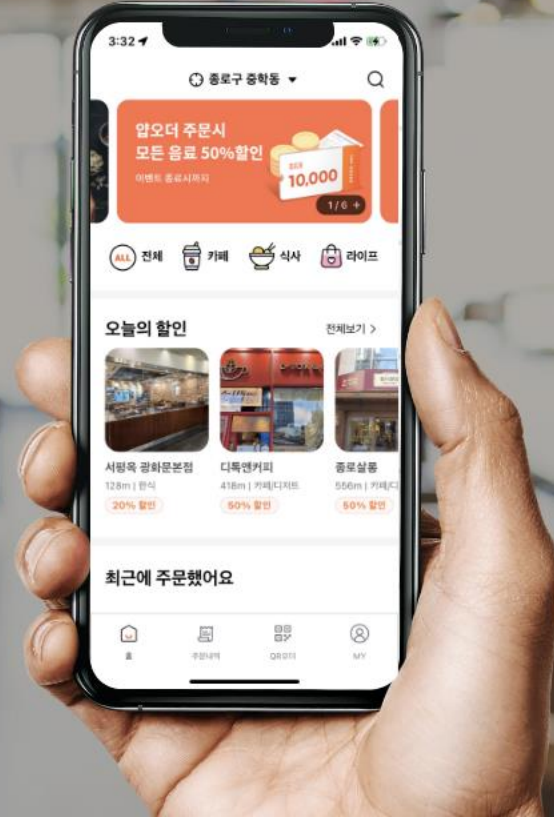 3:32
종로구 중학동
얍오더 주문시
모든 음료 50%할인
이벤트 종료시까지
10,000
1/6 +
ALL 전체 카페 식사 라이프
오늘의 할인 전체보기 >
서평옥 광화문본점 디톡앤커피 종로살롱
128m | 한식 418m | 카페/디저트 556m | 카페/디
20% 할인 50% 할인 50% 할인
최근에 주문했어요
홈 주문내역 MY